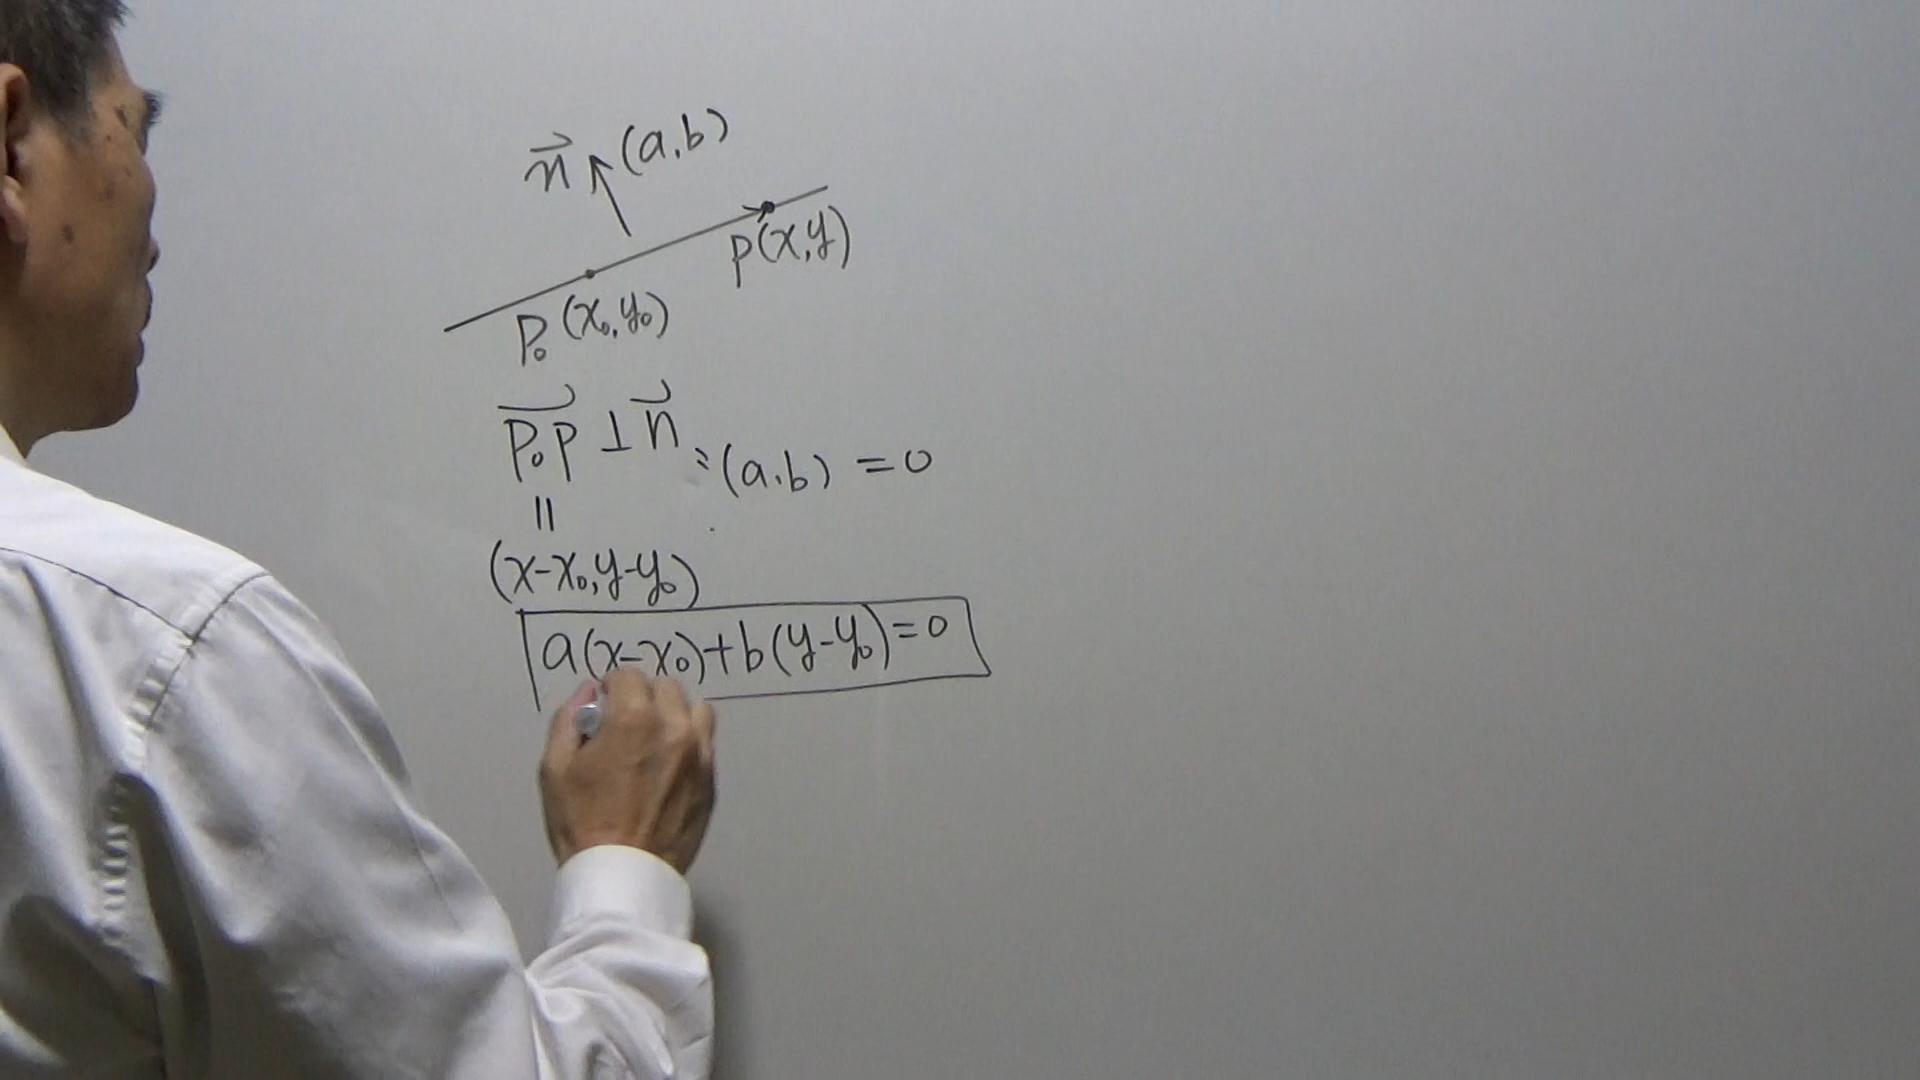 n⃗ (a,b)
P(x,y)
P₀(x₀,y₀)
P₀P⃗ ⊥ n⃗ = (a,b) = 0
||
(x-x₀,y-y₀)
a(x-x₀)+b(y-y₀)=0